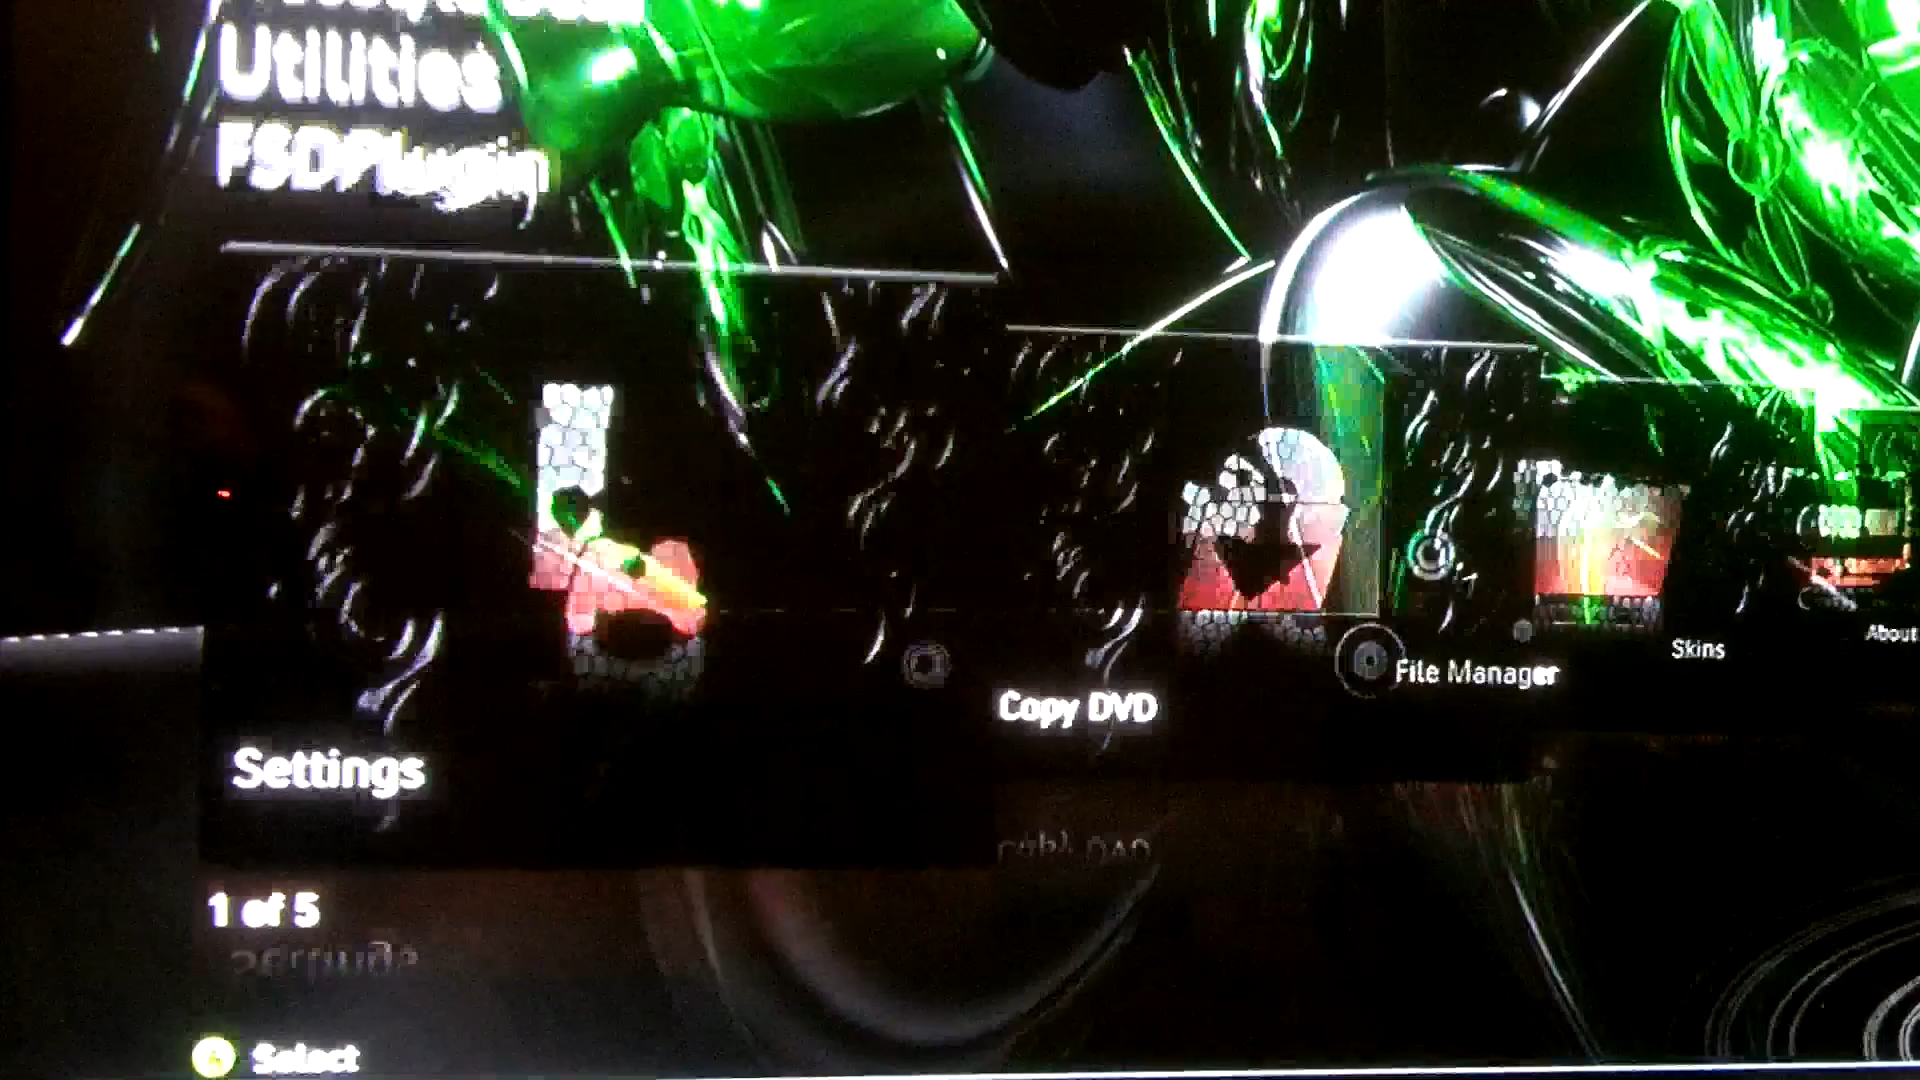 Utilities
FSDPlugin
Settings
Copy DVD
File Manager
Skins
About
1 of 5
Select